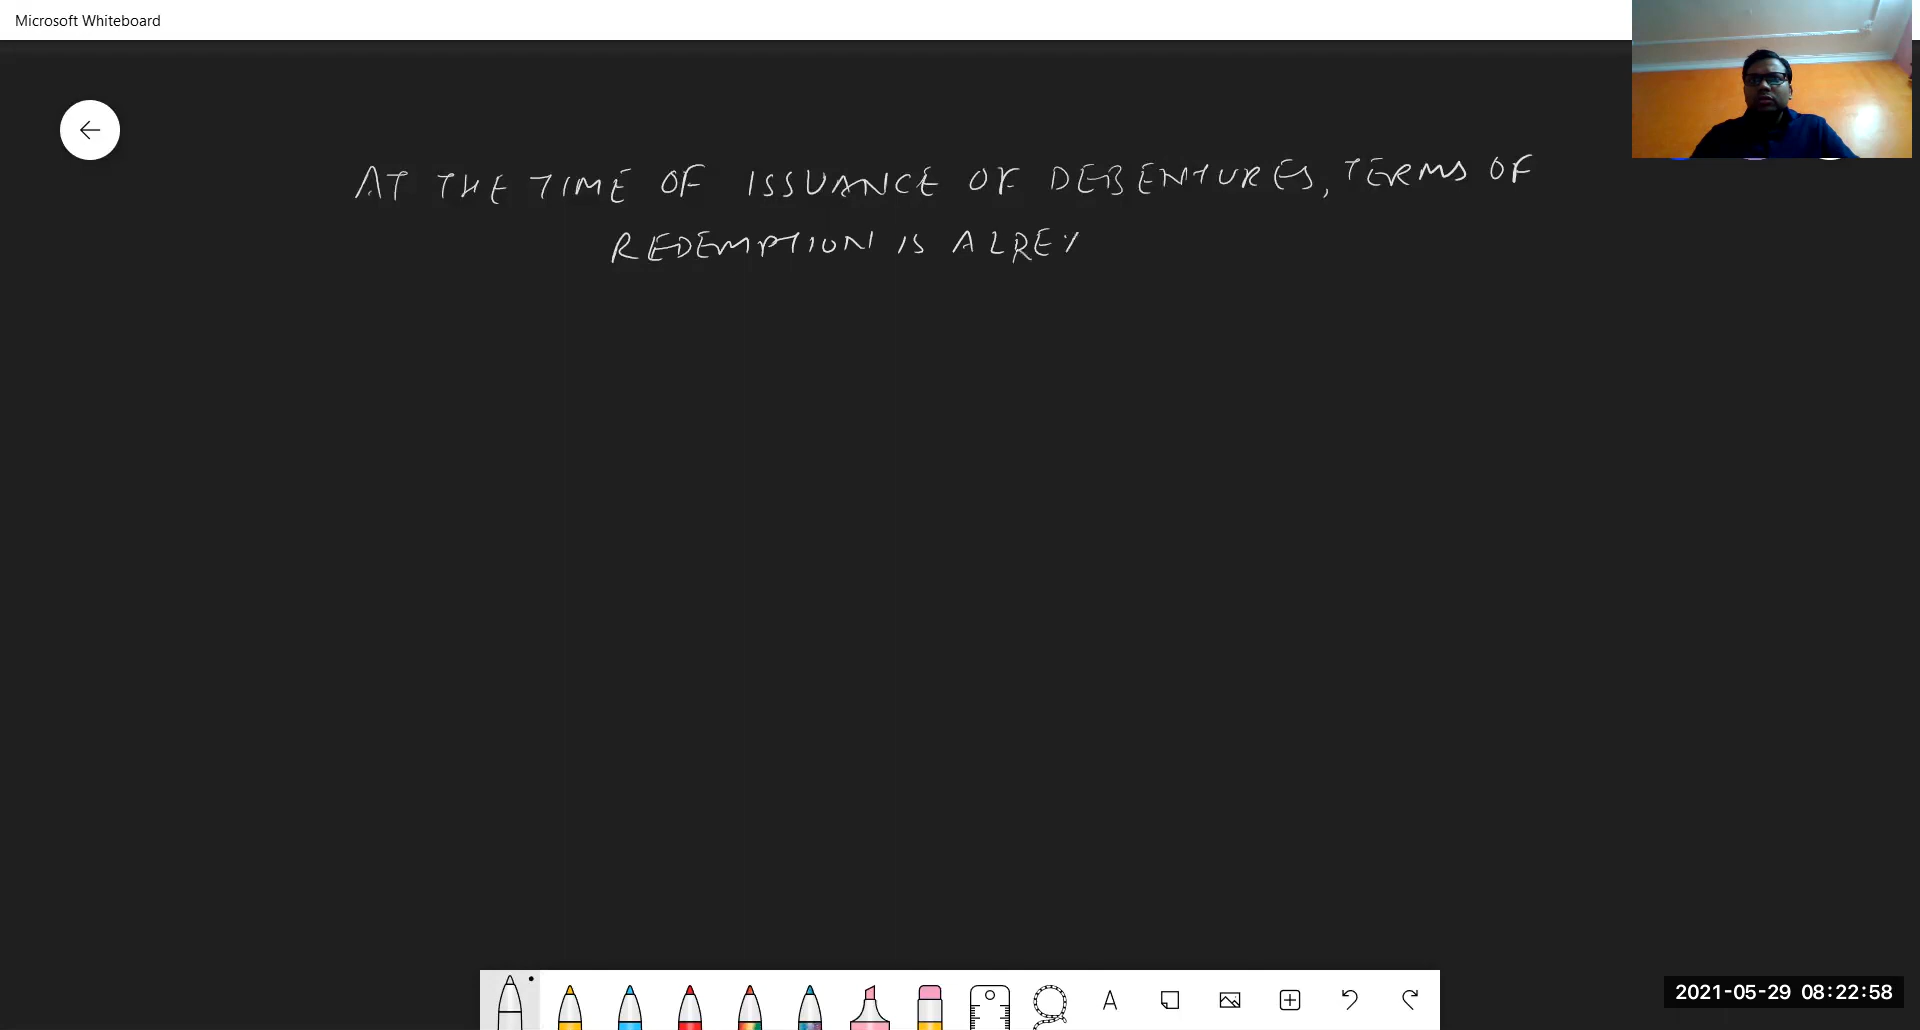 Microsoft Whiteboard
AT THE TIME OF ISSUANCE OF DEBENTURES, TERMS OF
REDEMPTION IS ALRE
2021-05-29 08:22:58